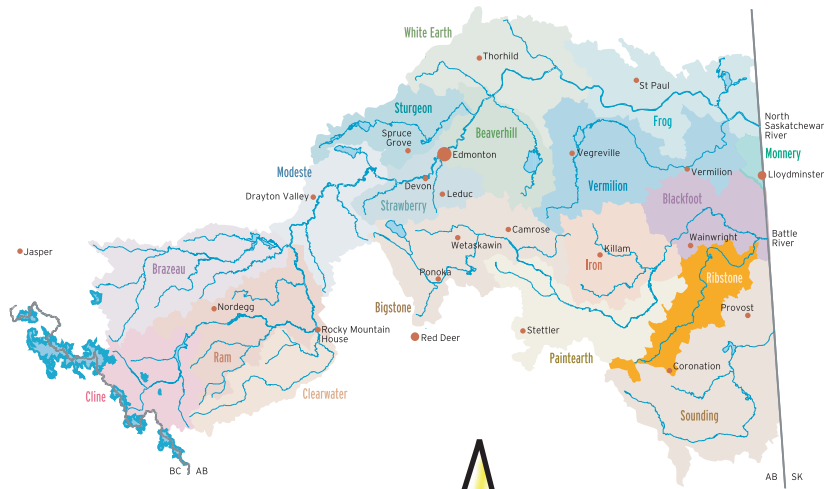 White Earth
Thorhild
St Paul
Sturgeon
Spruce
Grove
Beaverhill
Frog
North
Saskatchewan
River
Edmonton
Vegreville
Monnery
Modeste
Devon
Leduc
Vermilion
Vermilion
Lloydminster
Drayton Valley
Strawberry
Blackfoot
Camrose
Wetaskawin
Killam
Wainwright
Battle
River
Jasper
Brazeau
Iron
Ponoka
Ribstone
Nordegg
Bigstone
Provost
Rocky Mountain
House
Red Deer
Stettler
Ram
Paintearth
Coronation
Cline
Clearwater
Sounding
BC
AB
AB
SK